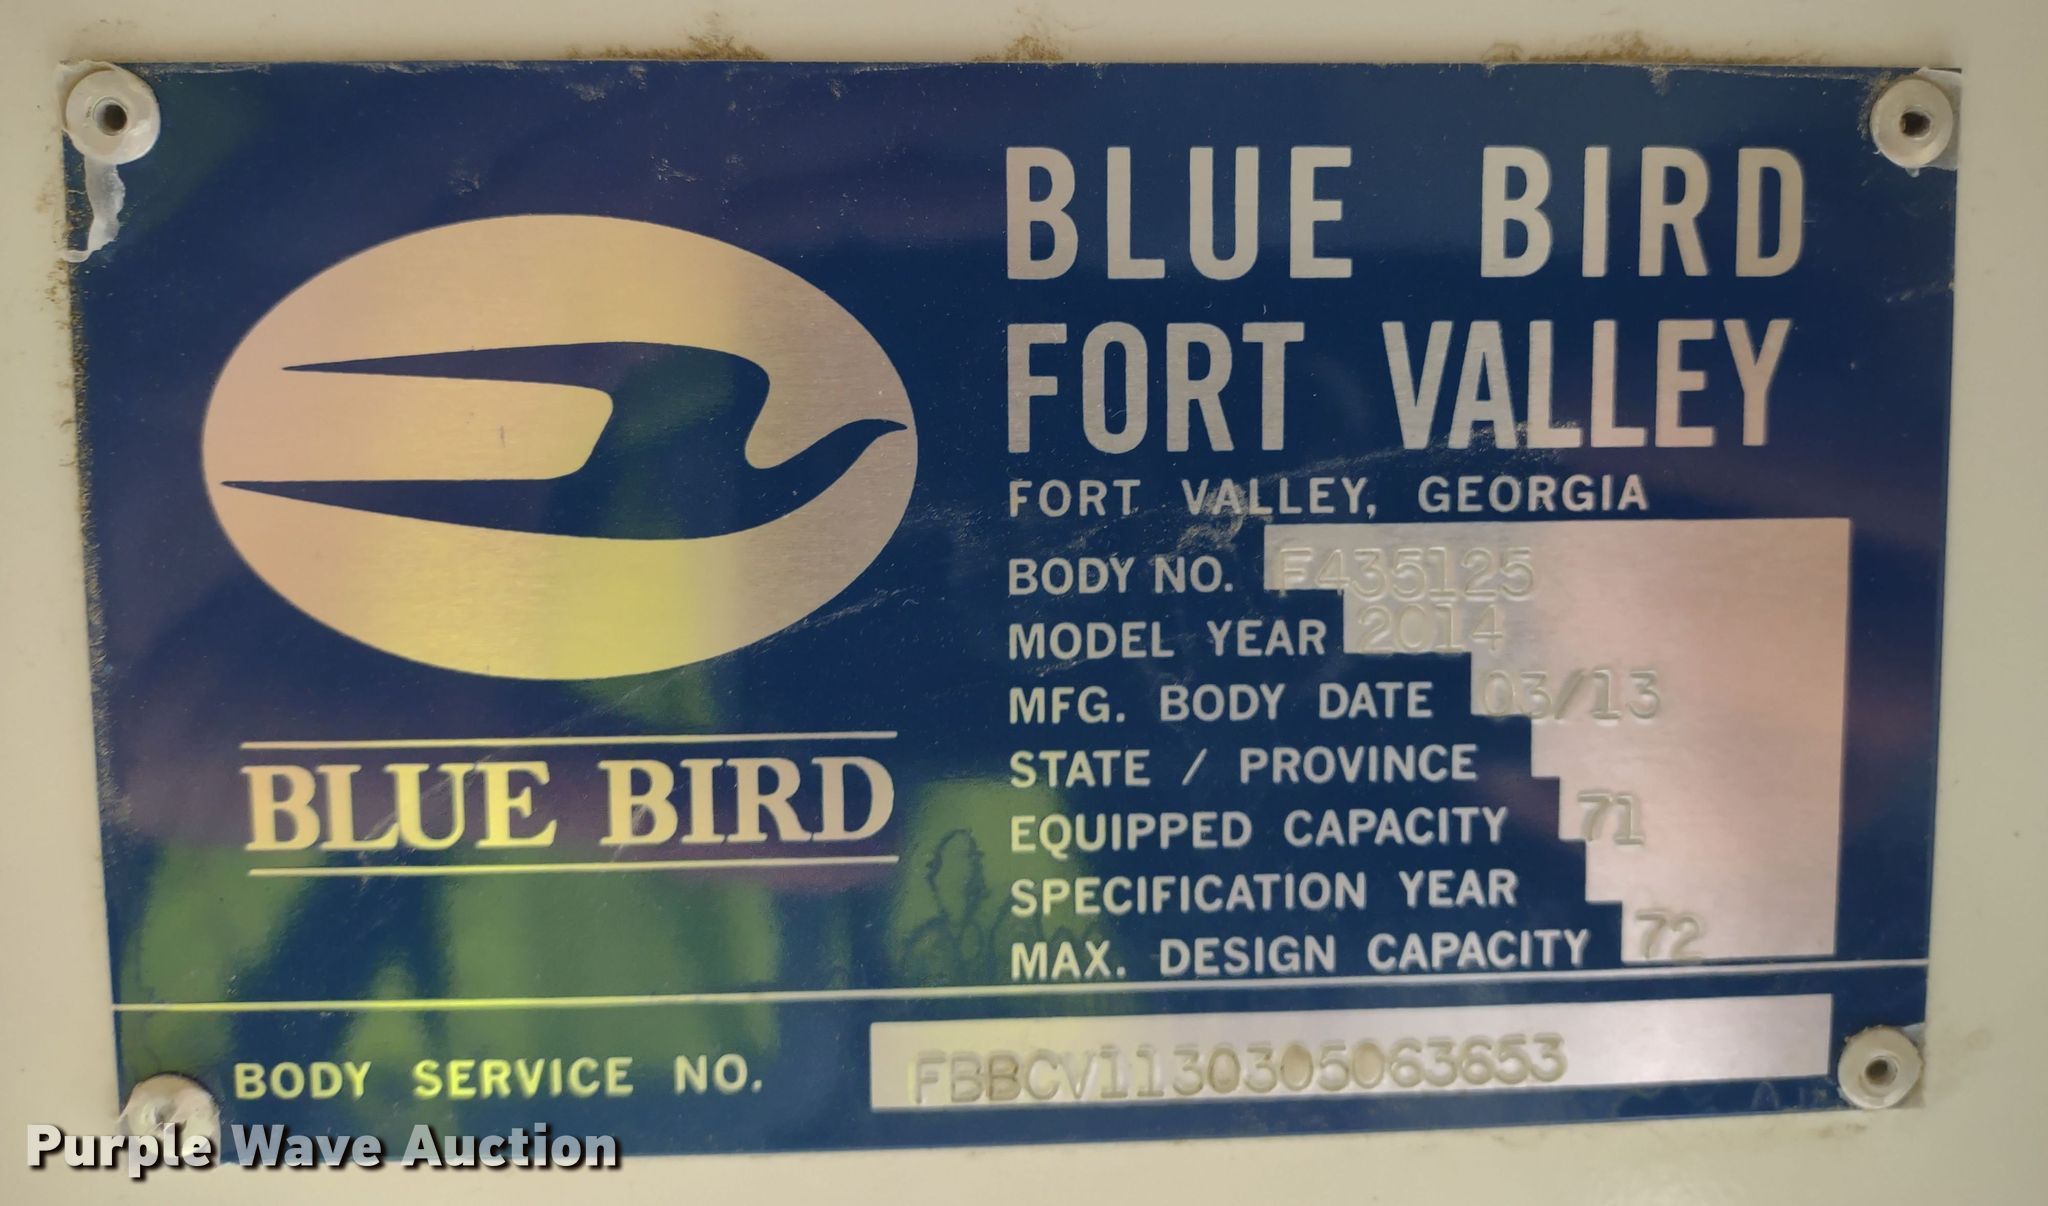 BLUE BIRD
FORT VALLEY
FORT VALLEY, GEORGIA
BODY NO. F435125
MODEL YEAR 2014
MFG. BODY DATE 03/13
STATE / PROVINCE
EQUIPPED CAPACITY 71
SPECIFICATION YEAR
MAX. DESIGN CAPACITY 72
BLUE BIRD
BODY SERVICE NO. FBBCV1130305063653
Purple Wave Auction